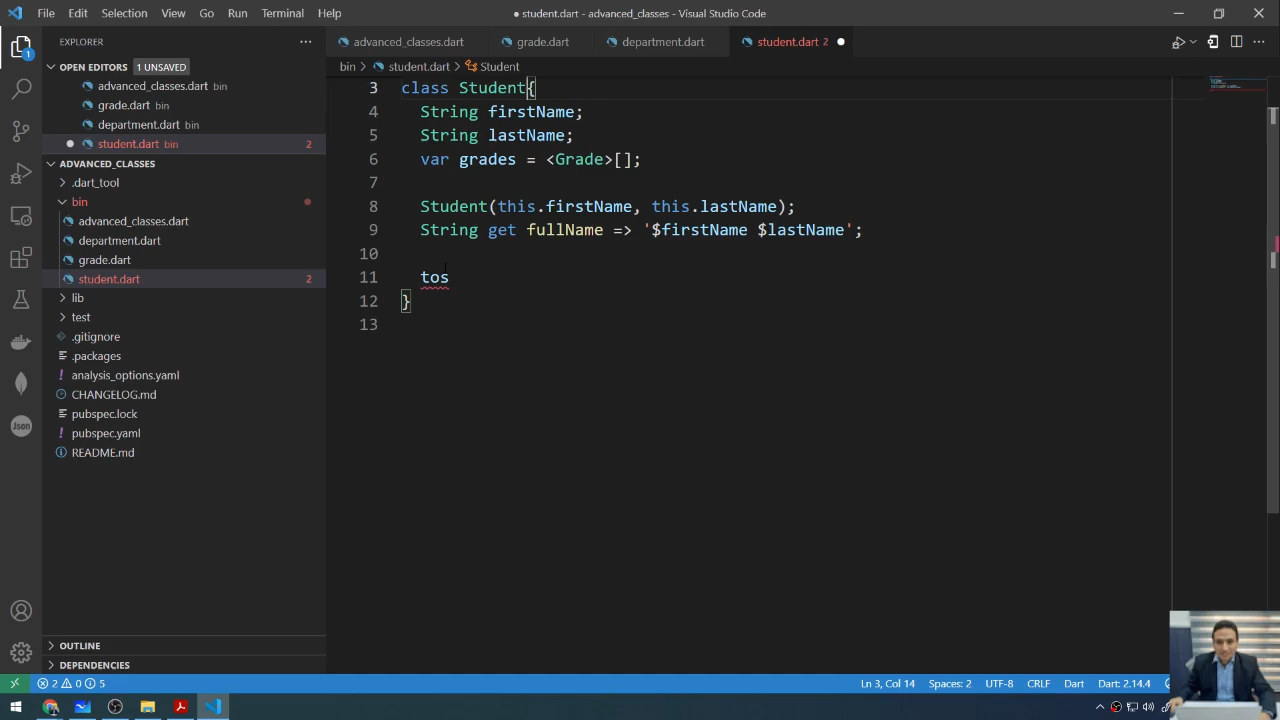 File Edit Selection View Go Run Terminal Help
● student.dart - advanced_classes - Visual Studio Code
EXPLORER
advanced_classes.dart grade.dart department.dart student.dart 2
OPEN EDITORS 1 UNSAVED
bin > student.dart > Student
advanced_classes.dart bin
grade.dart bin
department.dart bin
student.dart bin 2
ADVANCED_CLASSES
.dart_tool
bin
advanced_classes.dart
department.dart
grade.dart
student.dart 2
lib
test
.gitignore
.packages
analysis_options.yaml
CHANGELOG.md
pubspec.lock
pubspec.yaml
README.md
3 class Student{
4 String firstName;
5 String lastName;
6 var grades = <Grade>[];
7
8 Student(this.firstName, this.lastName);
9 String get fullName => '$firstName $lastName';
10
11 tos
12 }
13
Json
OUTLINE
DEPENDENCIES
1
2 0 5
Ln 3, Col 14 Spaces: 2 UTF-8 CRLF Dart Dart: 2.14.4